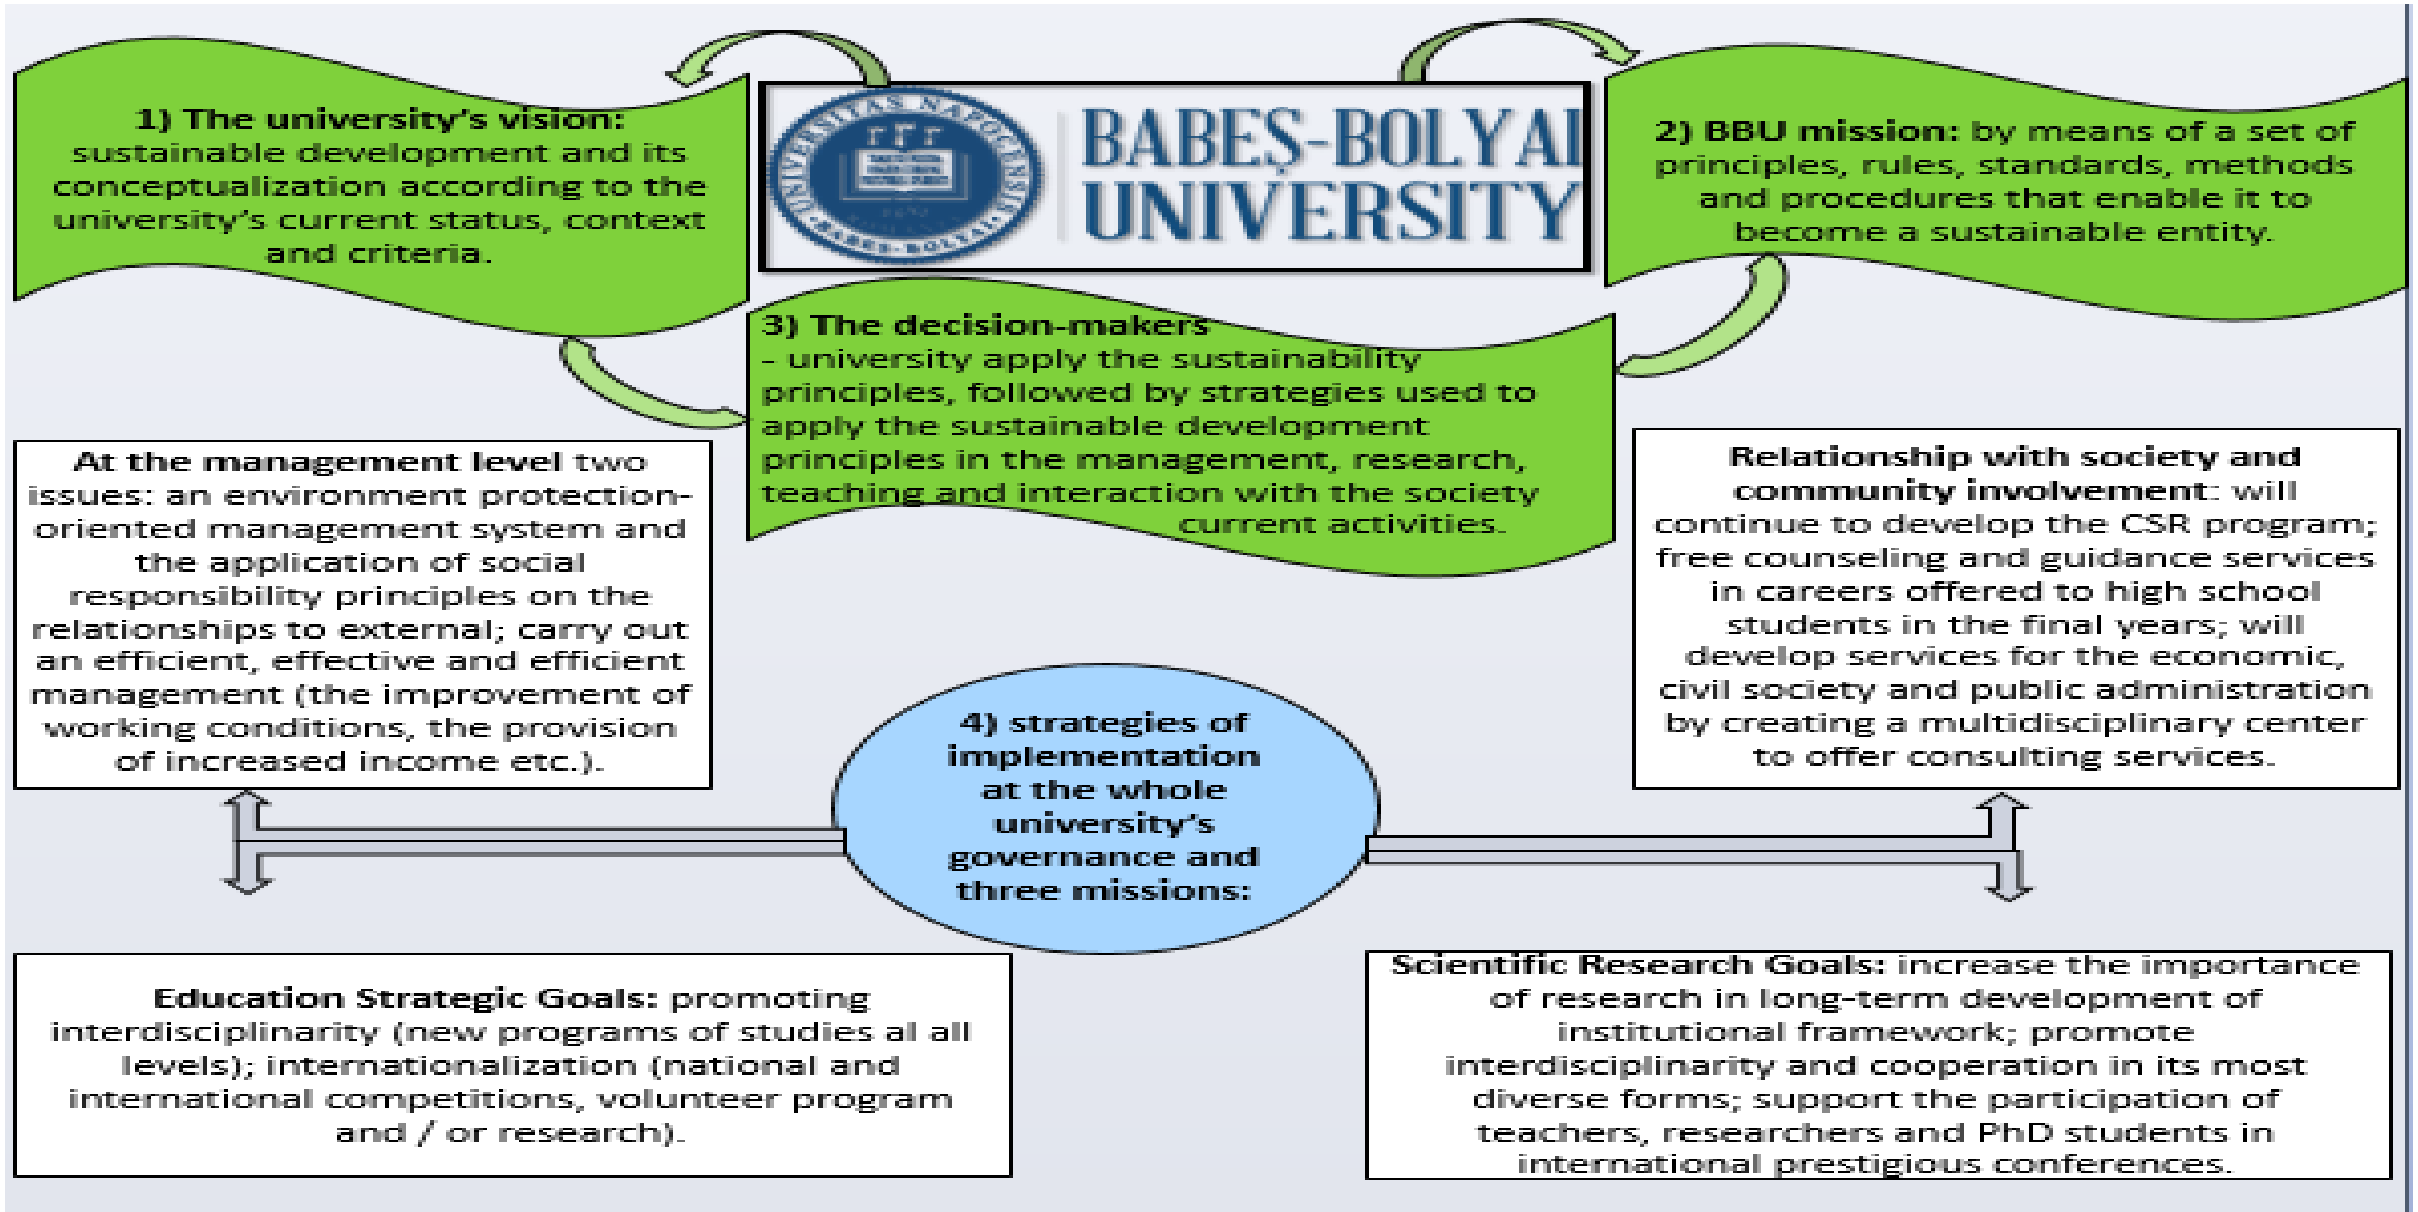 1) The university's vision:
sustainable development and its
conceptualization according to the
university's current status, context
and criteria.
UNIVERSITAS NAPOCENSIS
BABEȘ-BOLYAI
BABEȘ-BOLYAI
UNIVERSITY
2) BBU mission: by means of a set of
principles, rules, standards, methods
and procedures that enable it to
become a sustainable entity.
3) The decision-makers
- university apply the sustainability
principles, followed by strategies used to
apply the sustainable development
principles in the management, research,
teaching and interaction with the society
current activities.
At the management level two
issues: an environment protection-
oriented management system and
the application of social
responsibility principles on the
relationships to external; carry out
an efficient, effective and efficient
management (the improvement of
working conditions, the provision
of increased income etc.).
Relationship with society and
community involvement: will
continue to develop the CSR program;
free counseling and guidance services
in careers offered to high school
students in the final years; will
develop services for the economic,
civil society and public administration
by creating a multidisciplinary center
to offer consulting services.
4) strategies of
implementation
at the whole
university's
governance and
three missions:
Education Strategic Goals: promoting
interdisciplinarity (new programs of studies al all
levels); internationalization (national and
international competitions, volunteer program
and / or research).
Scientific Research Goals: increase the importance
of research in long-term development of
institutional framework; promote
interdisciplinarity and cooperation in its most
diverse forms; support the participation of
teachers, researchers and PhD students in
international prestigious conferences.